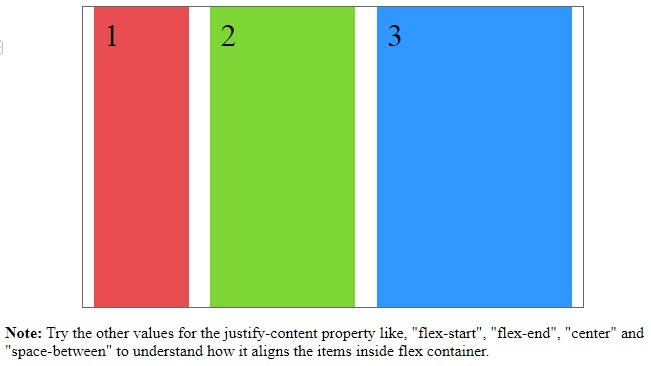 1 2 3
Note: Try the other values for the justify-content property like, "flex-start", "flex-end", "center" and
"space-between" to understand how it aligns the items inside flex container.